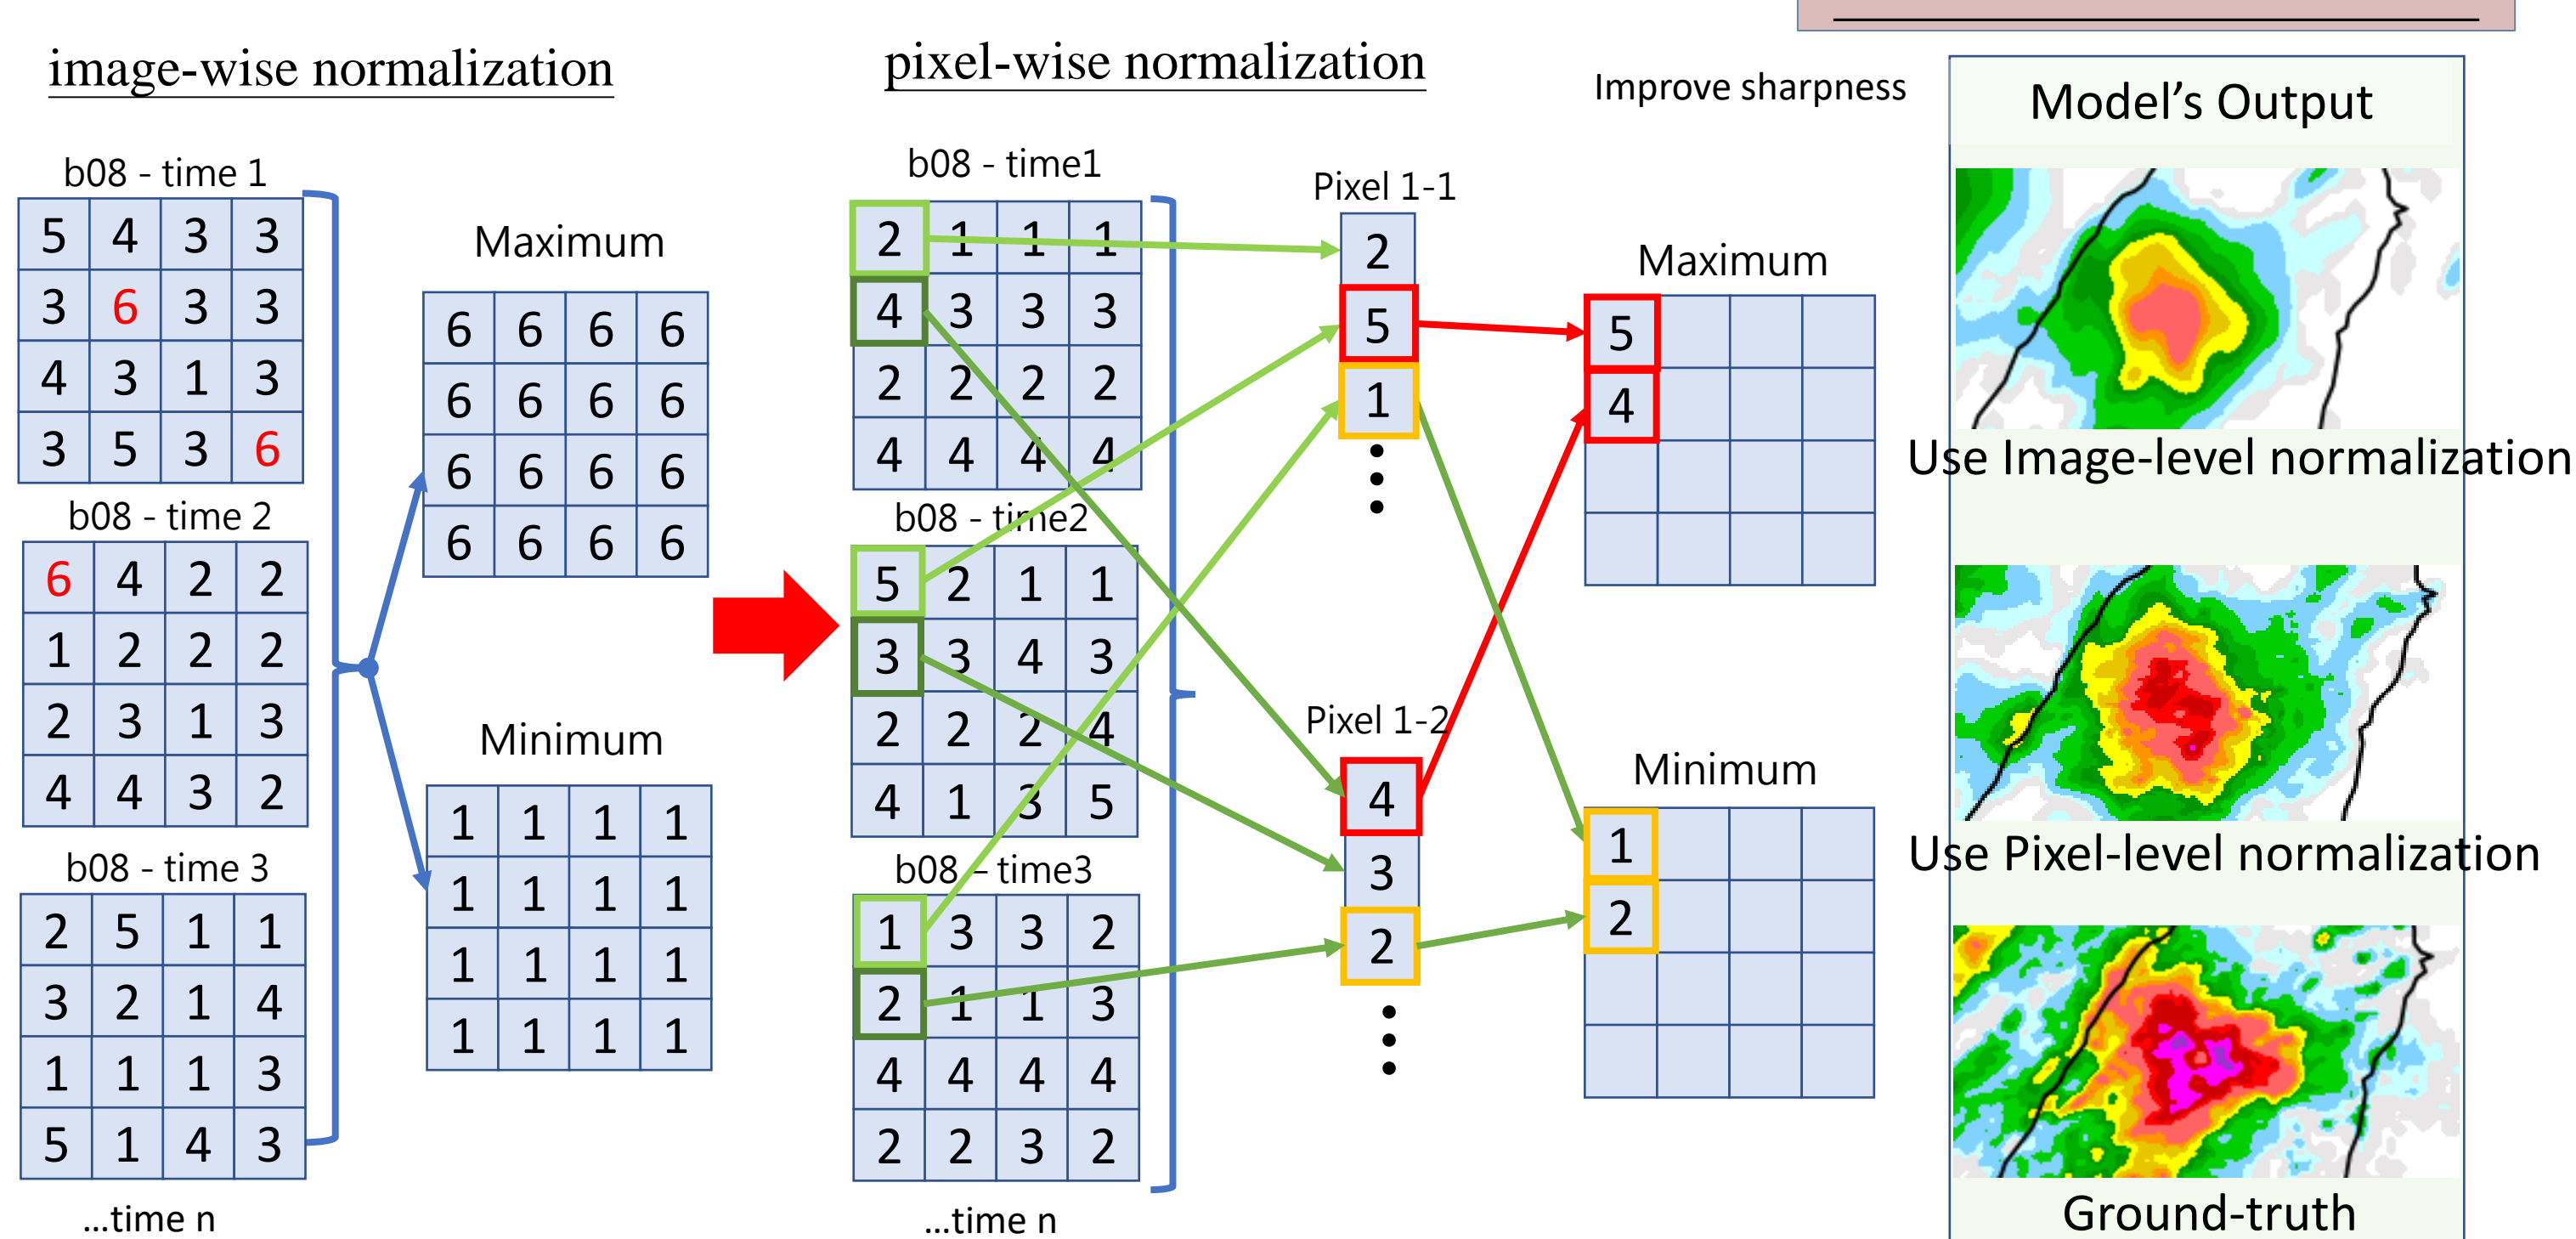 image-wise normalization
b08 - time 1
5 4 3 3
3 6 3 3
4 3 1 3
3 5 3 6
b08 - time 2
6 4 2 2
1 2 2 2
2 3 1 3
4 4 3 2
b08 - time 3
2 5 1 1
3 2 1 4
1 1 1 3
5 1 4 3
...time n
Maximum
6 6 6 6
6 6 6 6
6 6 6 6
6 6 6 6
Minimum
1 1 1 1
1 1 1 1
1 1 1 1
1 1 1 1
pixel-wise normalization
b08 - time1
2 1 1 1
4 3 3 3
2 2 2 2
4 4 4 4
b08 - time2
5 2 1 1
3 3 4 3
2 2 2 4
4 1 3 5
b08 - time3
1 3 3 2
2 1 1 3
4 4 4 4
2 2 3 2
...time n
Pixel 1-1
2
5
1
Pixel 1-2
4
3
2
Improve sharpness
Maximum
5
4
Minimum
1
2
Model's Output
Use Image-level normalization
Use Pixel-level normalization
Ground-truth